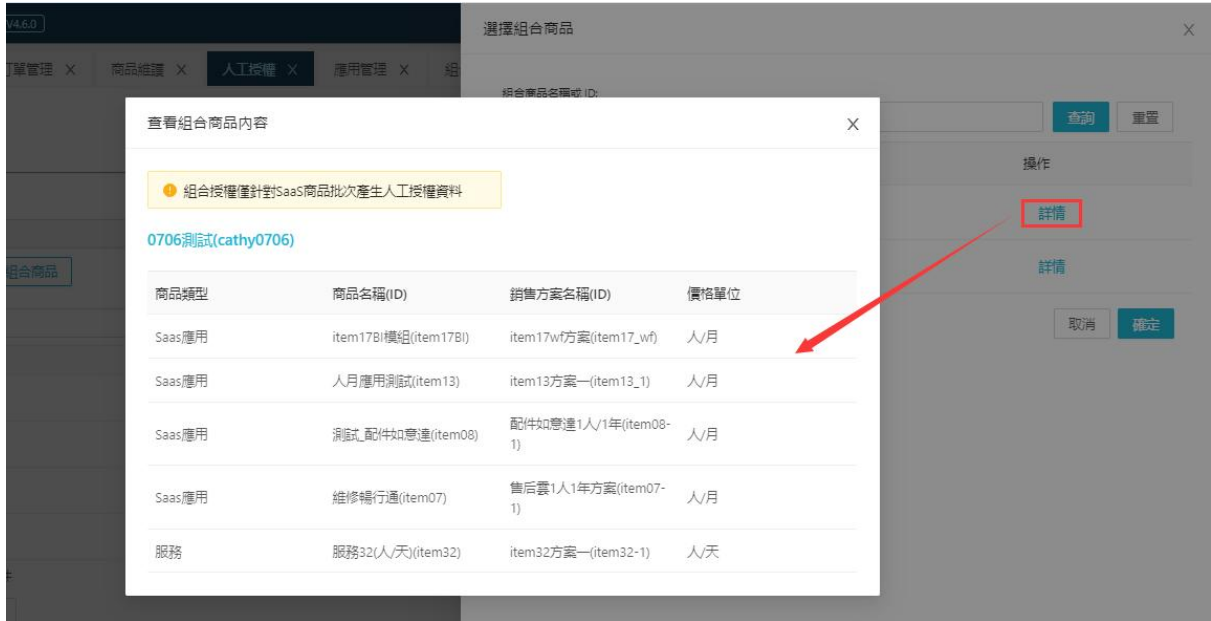 V4.6.0
選擇組合商品
訂單管理
商品維護
人工授權
應用管理
組
組合商品名稱或 ID:
查詢 重置
操作
詳情
詳情
組合商品
取消 確定
查看組合商品內容
組合授權僅針對SaaS商品批次產生人工授權資料
0706測試(cathy0706)
商品類型 商品名稱(ID) 銷售方案名稱(ID) 價格單位
Saas應用 item17BI模組(item17BI) item17wf方案(item17_wf) 人/月
Saas應用 人月應用測試(item13) item13方案一(item13_1) 人/月
Saas應用 測試_配件如意達(item08) 配件如意達1人/1年(item08-
1) 人/月
Saas應用 維修暢行通(item07) 售后雲1人1年方案(item07-
1) 人/月
服務 服務32(人/天)(item32) item32方案一(item32-1) 人/天